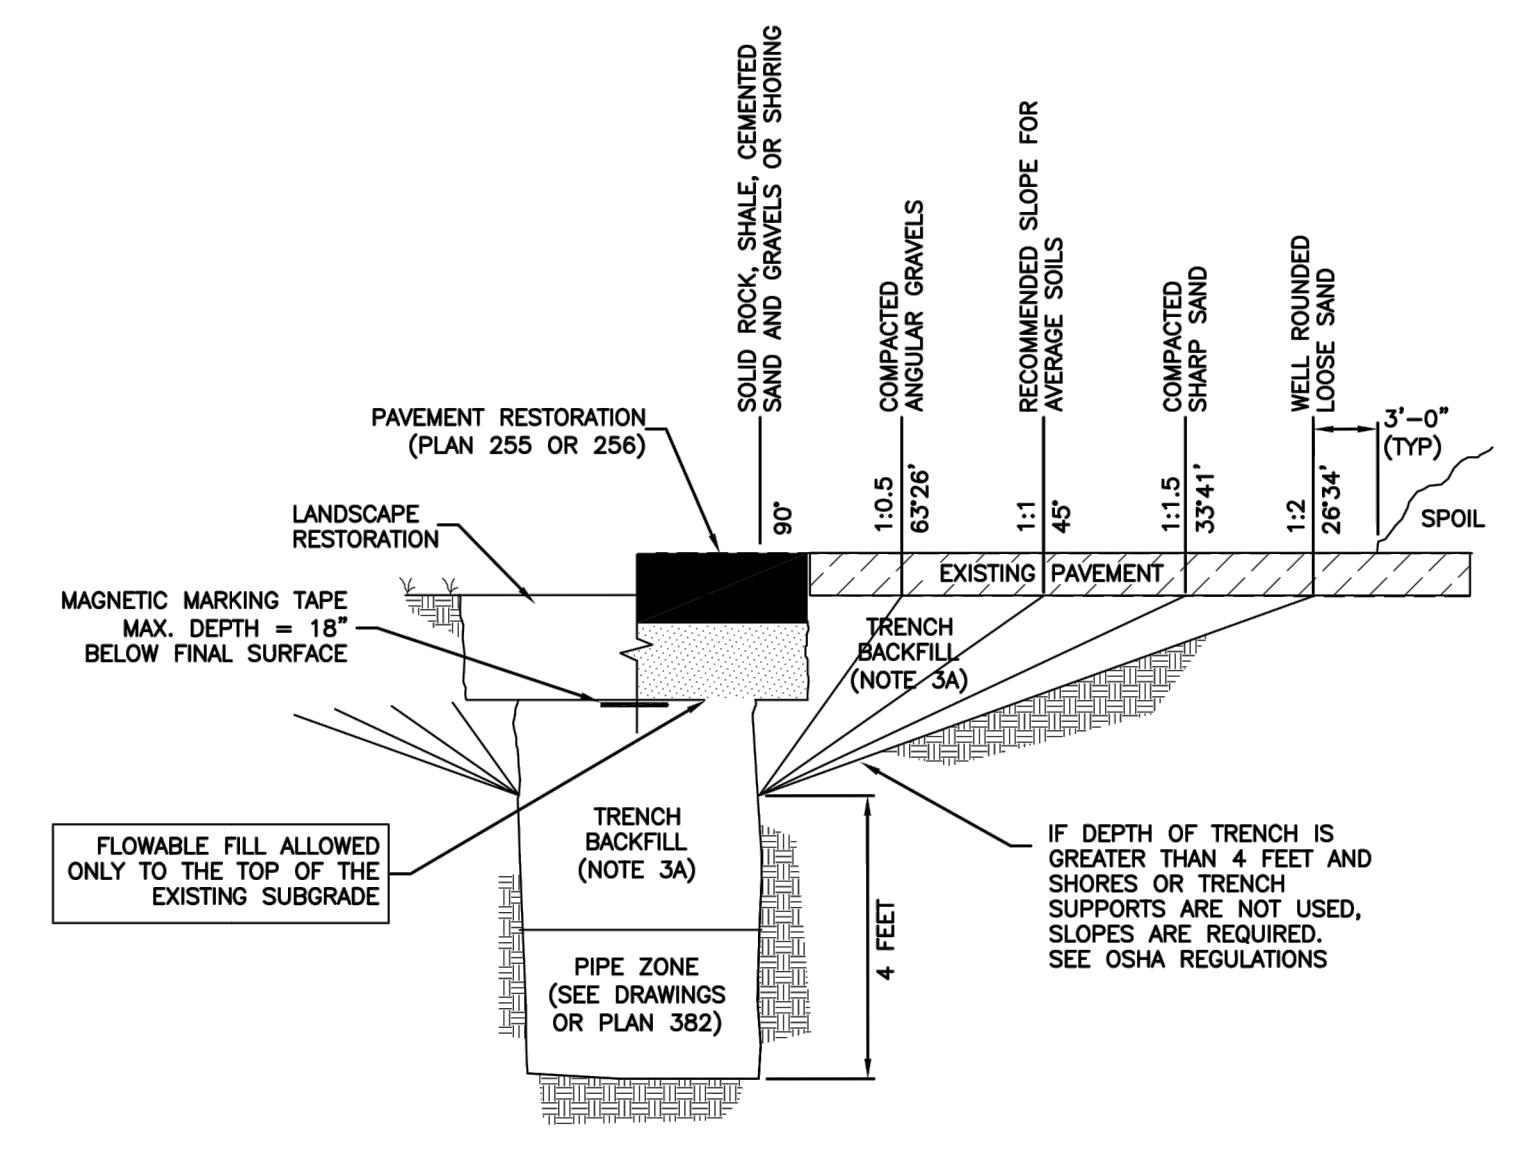 SOLID ROCK, SHALE, CEMENTED
SAND AND GRAVELS OR SHORING
90°
COMPACTED
ANGULAR GRAVELS
1:0.5
63°26'
RECOMMENDED SLOPE FOR
AVERAGE SOILS
1:1
45°
COMPACTED
SHARP SAND
1:1.5
33°41'
WELL ROUNDED
LOOSE SAND
1:2
26°34'
3'-0"
(TYP)
SPOIL
PAVEMENT RESTORATION
(PLAN 255 OR 256)
LANDSCAPE
RESTORATION
EXISTING PAVEMENT
MAGNETIC MARKING TAPE
MAX. DEPTH = 18"
BELOW FINAL SURFACE
TRENCH
BACKFILL
(NOTE 3A)
FLOWABLE FILL ALLOWED
ONLY TO THE TOP OF THE
EXISTING SUBGRADE
TRENCH
BACKFILL
(NOTE 3A)
4 FEET
IF DEPTH OF TRENCH IS
GREATER THAN 4 FEET AND
SHORES OR TRENCH
SUPPORTS ARE NOT USED,
SLOPES ARE REQUIRED.
SEE OSHA REGULATIONS
PIPE ZONE
(SEE DRAWINGS
OR PLAN 382)